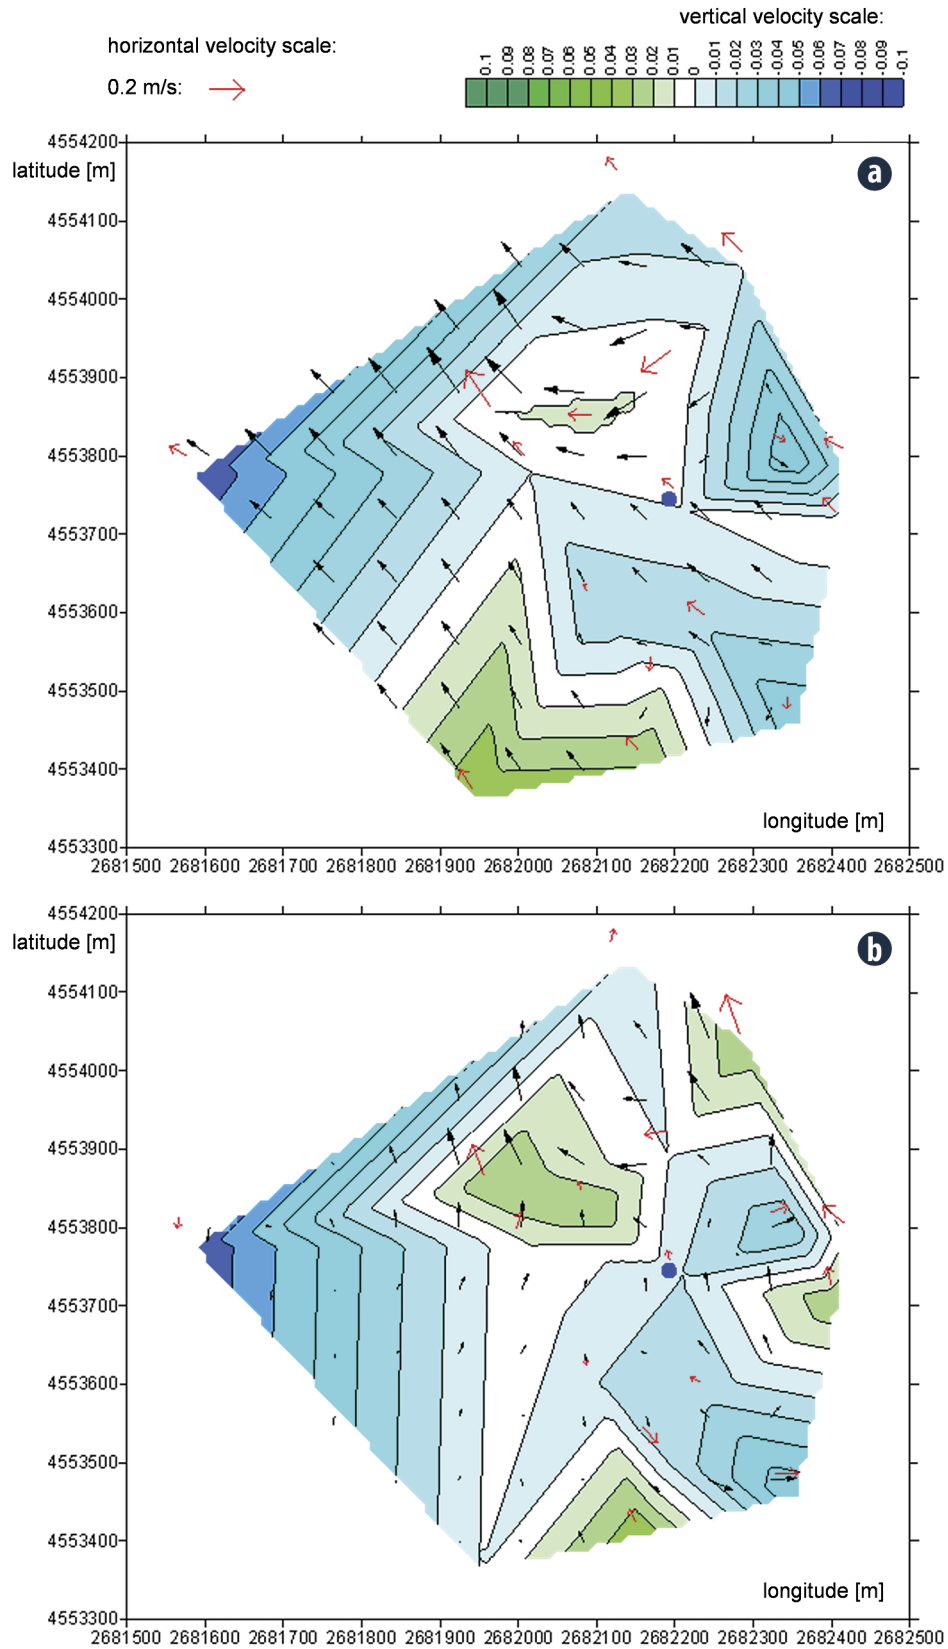 vertical velocity scale:
horizontal velocity scale:
0.2 m/s:
0.1 0.09 0.08 0.07 0.06 0.05 0.04 0.03 0.02 0.01 0 -0.01 -0.02 -0.03 -0.04 -0.05 -0.06 -0.07 -0.08 -0.09 -0.1
4554200
latitude [m]
a
4554100
4554000
4553900
4553800
4553700
4553600
4553500
4553400
longitude [m]
4553300
2681500 2681600 2681700 2681800 2681900 2682000 2682100 2682200 2682300 2682400 2682500
4554200
latitude [m]
b
4554100
4554000
4553900
4553800
4553700
4553600
4553500
4553400
longitude [m]
4553300
2681500 2681600 2681700 2681800 2681900 2682000 2682100 2682200 2682300 2682400 2682500